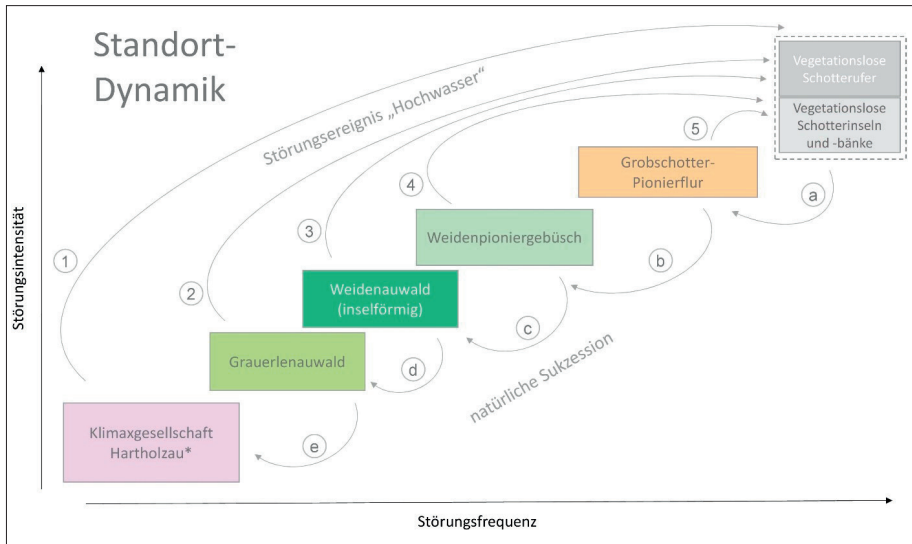 Standort-
Dynamik
Störungsintensität
Störungsereignis „Hochwasser“
Vegetationslose
Schotterufer
Vegetationslose
Schotterinseln
und -bänke
5
Grobschotter-
Pionierflur
a
4
Weidenpioniergebüsch
b
3
Weidenauwald
(inselförmig)
c
2
Grauerlenauwald
d
natürliche Sukzession
1
Klimaxgesellschaft
Hartholzau*
e
Störungsfrequenz